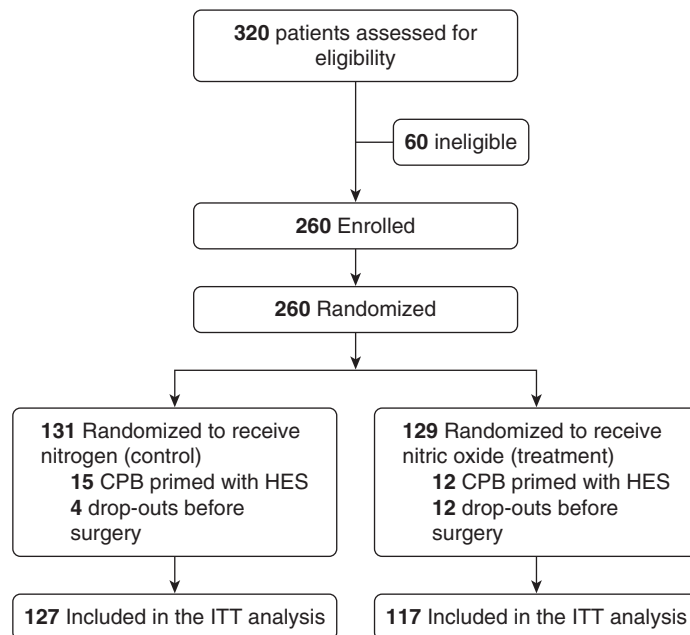 320 patients assessed for
eligibility
60 ineligible
260 Enrolled
260 Randomized
131 Randomized to receive
nitrogen (control)
15 CPB primed with HES
4 drop-outs before
surgery
129 Randomized to receive
nitric oxide (treatment)
12 CPB primed with HES
12 drop-outs before
surgery
127 Included in the ITT analysis
117 Included in the ITT analysis